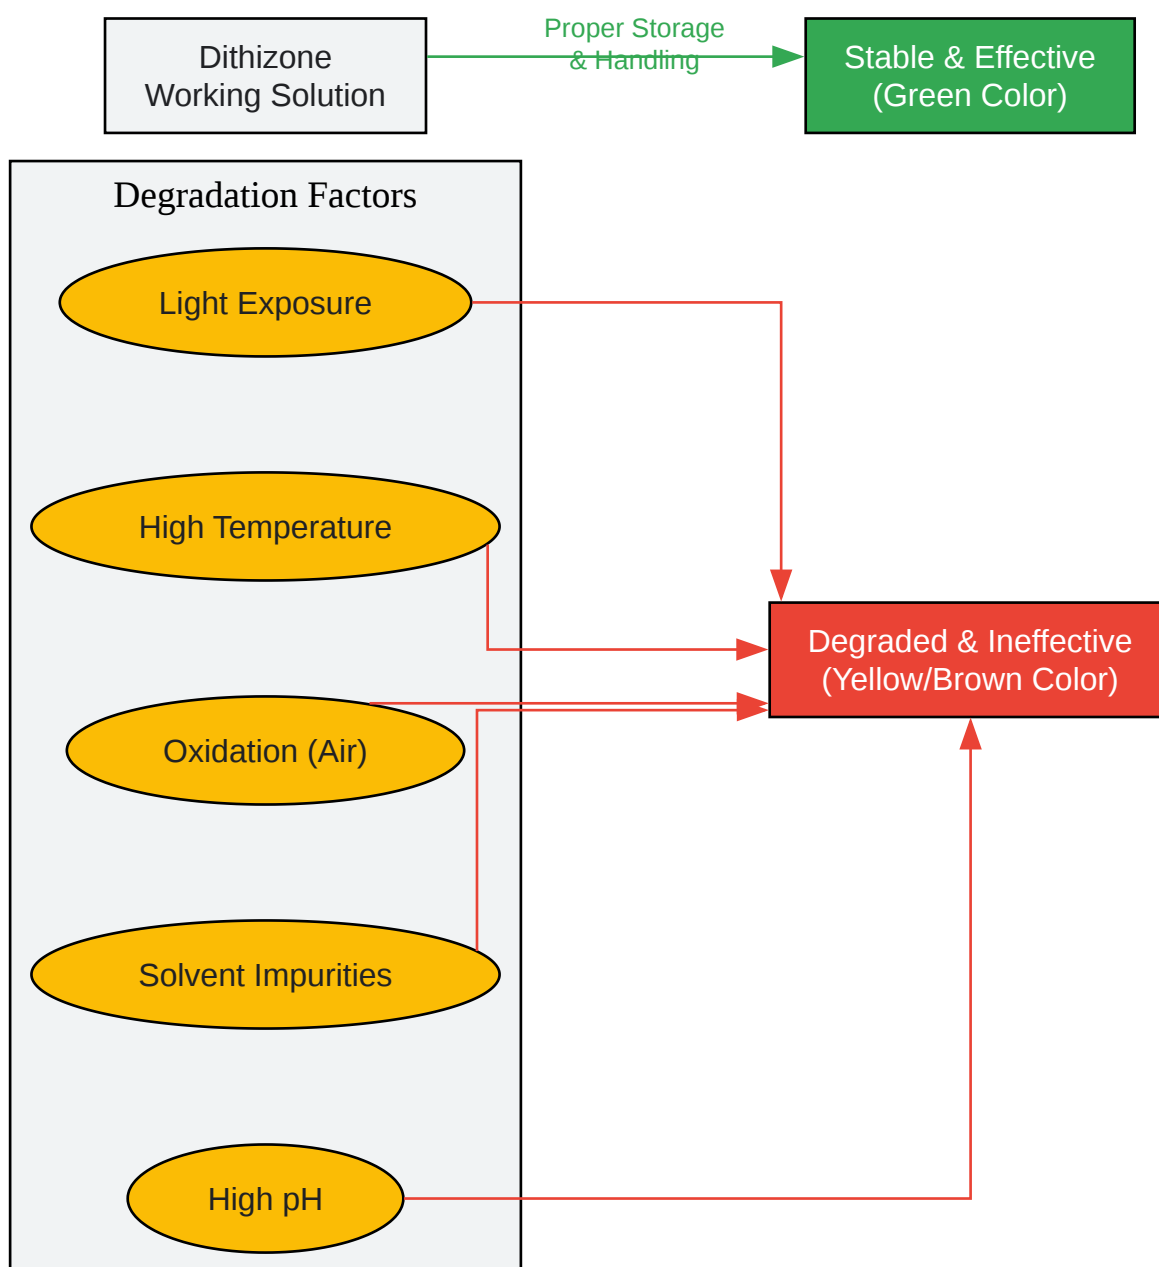 Dithizone
Working Solution
Proper Storage
& Handling
Stable & Effective
(Green Color)
Degradation Factors
Light Exposure
High Temperature
Oxidation (Air)
Solvent Impurities
High pH
Degraded & Ineffective
(Yellow/Brown Color)